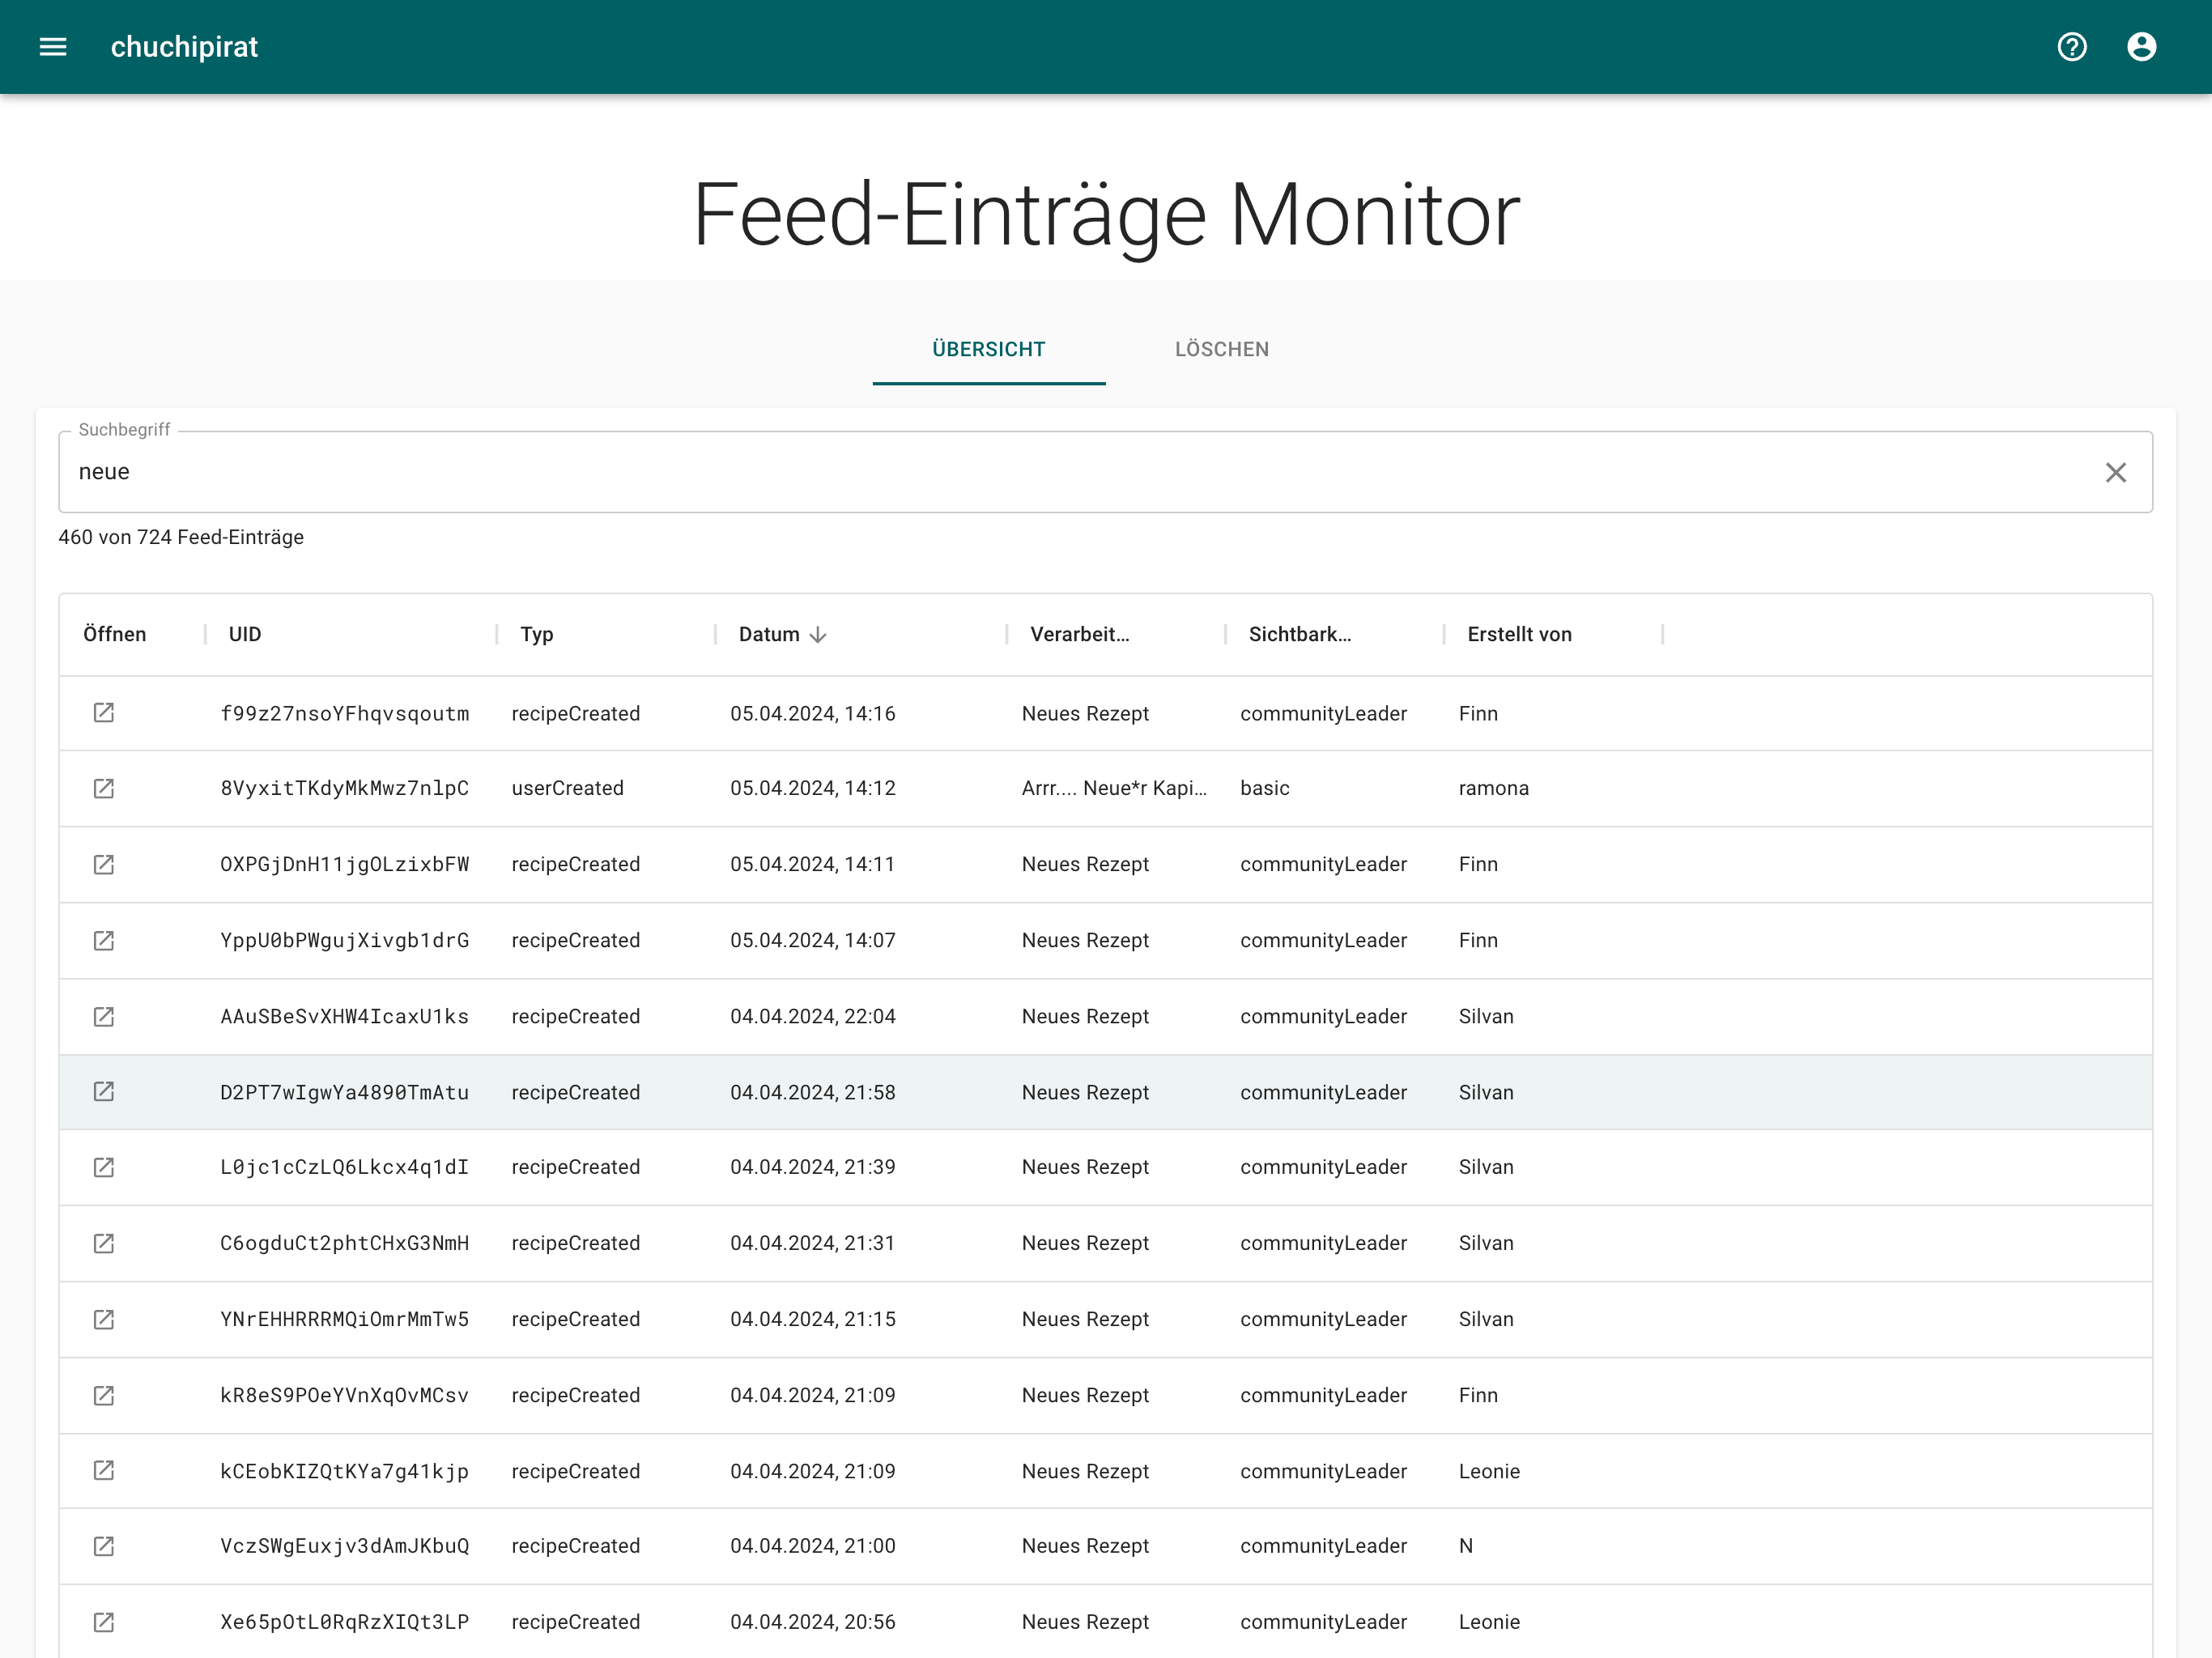 chuchipirat
Feed-Einträge Monitor
ÜBERSICHT LÖSCHEN
Suchbegriff
neue
460 von 724 Feed-Einträge
Öffnen UID Typ Datum Verarbeit... Sichtbark... Erstellt von
f99z27nsoYFhqvsqoutm recipeCreated 05.04.2024, 14:16 Neues Rezept communityLeader Finn
8VyxitTKdyMkMwz7nlpC userCreated 05.04.2024, 14:12 Arrr.... Neue*r Kapi... basic ramona
OXPGjDnH11jgOLzixbFW recipeCreated 05.04.2024, 14:11 Neues Rezept communityLeader Finn
YppU0bPWgujXivgb1drG recipeCreated 05.04.2024, 14:07 Neues Rezept communityLeader Finn
AAuSBeSvXHW4IcaxU1ks recipeCreated 04.04.2024, 22:04 Neues Rezept communityLeader Silvan
D2PT7wIgwYa4890TmAtu recipeCreated 04.04.2024, 21:58 Neues Rezept communityLeader Silvan
L0jc1cCzLQ6Lkcx4q1dI recipeCreated 04.04.2024, 21:39 Neues Rezept communityLeader Silvan
C6ogduCt2phtCHxG3NmH recipeCreated 04.04.2024, 21:31 Neues Rezept communityLeader Silvan
YNrEHHRRRMQiOmrMmTw5 recipeCreated 04.04.2024, 21:15 Neues Rezept communityLeader Silvan
kR8eS9POeYVnXqOvMCsv recipeCreated 04.04.2024, 21:09 Neues Rezept communityLeader Finn
kCEobKIZQtKYa7g41kjp recipeCreated 04.04.2024, 21:09 Neues Rezept communityLeader Leonie
VczSWgEuxjv3dAmJKbuQ recipeCreated 04.04.2024, 21:00 Neues Rezept communityLeader N
Xe65pOtL0RqRzXIQt3LP recipeCreated 04.04.2024, 20:56 Neues Rezept communityLeader Leonie